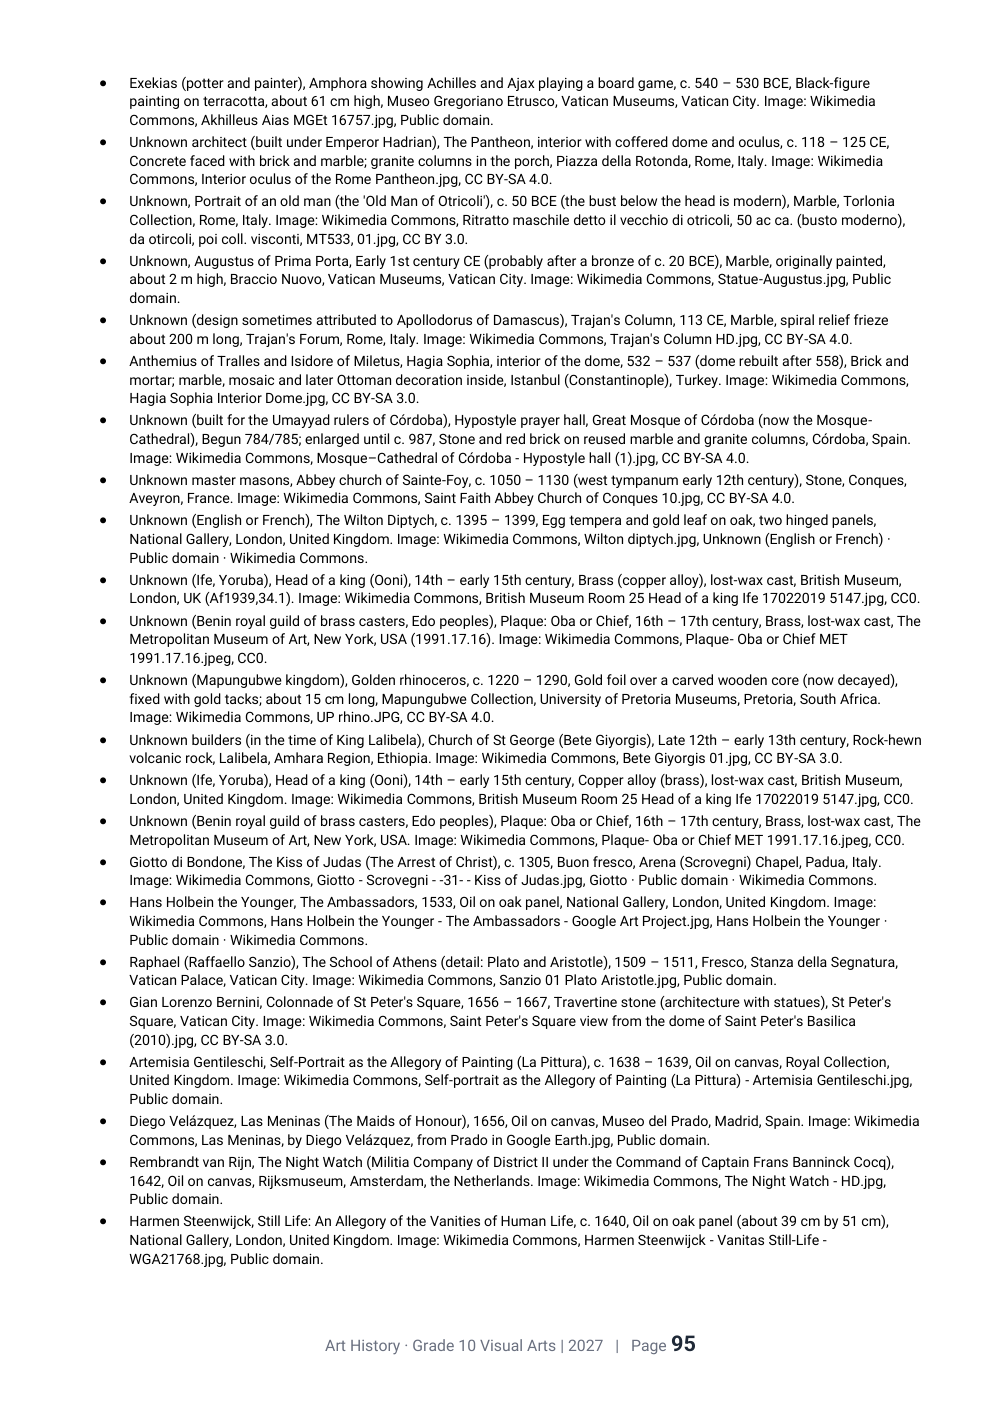 • Exekias (potter and painter), Amphora showing Achilles and Ajax playing a board game, c. 540 – 530 BCE, Black-figure
painting on terracotta, about 61 cm high, Museo Gregoriano Etrusco, Vatican Museums, Vatican City. Image: Wikimedia
Commons, Akhilleus Aias MGEt 16757.jpg, Public domain.
• Unknown architect (built under Emperor Hadrian), The Pantheon, interior with coffered dome and oculus, c. 118 – 125 CE,
Concrete faced with brick and marble; granite columns in the porch, Piazza della Rotonda, Rome, Italy. Image: Wikimedia
Commons, Interior oculus of the Rome Pantheon.jpg, CC BY-SA 4.0.
• Unknown, Portrait of an old man (the 'Old Man of Otricoli'), c. 50 BCE (the bust below the head is modern), Marble, Torlonia
Collection, Rome, Italy. Image: Wikimedia Commons, Ritratto maschile detto il vecchio di otricoli, 50 ac ca. (busto moderno),
da otircoli, poi coll. visconti, MT533, 01.jpg, CC BY 3.0.
• Unknown, Augustus of Prima Porta, Early 1st century CE (probably after a bronze of c. 20 BCE), Marble, originally painted,
about 2 m high, Braccio Nuovo, Vatican Museums, Vatican City. Image: Wikimedia Commons, Statue-Augustus.jpg, Public
domain.
• Unknown (design sometimes attributed to Apollodorus of Damascus), Trajan's Column, 113 CE, Marble, spiral relief frieze
about 200 m long, Trajan's Forum, Rome, Italy. Image: Wikimedia Commons, Trajan's Column HD.jpg, CC BY-SA 4.0.
• Anthemius of Tralles and Isidore of Miletus, Hagia Sophia, interior of the dome, 532 – 537 (dome rebuilt after 558), Brick and
mortar; marble, mosaic and later Ottoman decoration inside, Istanbul (Constantinople), Turkey. Image: Wikimedia Commons,
Hagia Sophia Interior Dome.jpg, CC BY-SA 3.0.
• Unknown (built for the Umayyad rulers of Córdoba), Hypostyle prayer hall, Great Mosque of Córdoba (now the Mosque-
Cathedral), Begun 784/785; enlarged until c. 987, Stone and red brick on reused marble and granite columns, Córdoba, Spain.
Image: Wikimedia Commons, Mosque–Cathedral of Córdoba - Hypostyle hall (1).jpg, CC BY-SA 4.0.
• Unknown master masons, Abbey church of Sainte-Foy, c. 1050 – 1130 (west tympanum early 12th century), Stone, Conques,
Aveyron, France. Image: Wikimedia Commons, Saint Faith Abbey Church of Conques 10.jpg, CC BY-SA 4.0.
• Unknown (English or French), The Wilton Diptych, c. 1395 – 1399, Egg tempera and gold leaf on oak, two hinged panels,
National Gallery, London, United Kingdom. Image: Wikimedia Commons, Wilton diptych.jpg, Unknown (English or French) ·
Public domain · Wikimedia Commons.
• Unknown (Ife, Yoruba), Head of a king (Ooni), 14th – early 15th century, Brass (copper alloy), lost-wax cast, British Museum,
London, UK (Af1939,34.1). Image: Wikimedia Commons, British Museum Room 25 Head of a king Ife 17022019 5147.jpg, CC0.
• Unknown (Benin royal guild of brass casters, Edo peoples), Plaque: Oba or Chief, 16th – 17th century, Brass, lost-wax cast, The
Metropolitan Museum of Art, New York, USA (1991.17.16). Image: Wikimedia Commons, Plaque- Oba or Chief MET
1991.17.16.jpeg, CC0.
• Unknown (Mapungubwe kingdom), Golden rhinoceros, c. 1220 – 1290, Gold foil over a carved wooden core (now decayed),
fixed with gold tacks; about 15 cm long, Mapungubwe Collection, University of Pretoria Museums, Pretoria, South Africa.
Image: Wikimedia Commons, UP rhino.JPG, CC BY-SA 4.0.
• Unknown builders (in the time of King Lalibela), Church of St George (Bete Giyorgis), Late 12th – early 13th century, Rock-hewn
volcanic rock, Lalibela, Amhara Region, Ethiopia. Image: Wikimedia Commons, Bete Giyorgis 01.jpg, CC BY-SA 3.0.
• Unknown (Ife, Yoruba), Head of a king (Ooni), 14th – early 15th century, Copper alloy (brass), lost-wax cast, British Museum,
London, United Kingdom. Image: Wikimedia Commons, British Museum Room 25 Head of a king Ife 17022019 5147.jpg, CC0.
• Unknown (Benin royal guild of brass casters, Edo peoples), Plaque: Oba or Chief, 16th – 17th century, Brass, lost-wax cast, The
Metropolitan Museum of Art, New York, USA. Image: Wikimedia Commons, Plaque- Oba or Chief MET 1991.17.16.jpeg, CC0.
• Giotto di Bondone, The Kiss of Judas (The Arrest of Christ), c. 1305, Buon fresco, Arena (Scrovegni) Chapel, Padua, Italy.
Image: Wikimedia Commons, Giotto - Scrovegni - -31- - Kiss of Judas.jpg, Giotto · Public domain · Wikimedia Commons.
• Hans Holbein the Younger, The Ambassadors, 1533, Oil on oak panel, National Gallery, London, United Kingdom. Image:
Wikimedia Commons, Hans Holbein the Younger - The Ambassadors - Google Art Project.jpg, Hans Holbein the Younger ·
Public domain · Wikimedia Commons.
• Raphael (Raffaello Sanzio), The School of Athens (detail: Plato and Aristotle), 1509 – 1511, Fresco, Stanza della Segnatura,
Vatican Palace, Vatican City. Image: Wikimedia Commons, Sanzio 01 Plato Aristotle.jpg, Public domain.
• Gian Lorenzo Bernini, Colonnade of St Peter's Square, 1656 – 1667, Travertine stone (architecture with statues), St Peter's
Square, Vatican City. Image: Wikimedia Commons, Saint Peter's Square view from the dome of Saint Peter's Basilica
(2010).jpg, CC BY-SA 3.0.
• Artemisia Gentileschi, Self-Portrait as the Allegory of Painting (La Pittura), c. 1638 – 1639, Oil on canvas, Royal Collection,
United Kingdom. Image: Wikimedia Commons, Self-portrait as the Allegory of Painting (La Pittura) - Artemisia Gentileschi.jpg,
Public domain.
• Diego Velázquez, Las Meninas (The Maids of Honour), 1656, Oil on canvas, Museo del Prado, Madrid, Spain. Image: Wikimedia
Commons, Las Meninas, by Diego Velázquez, from Prado in Google Earth.jpg, Public domain.
• Rembrandt van Rijn, The Night Watch (Militia Company of District II under the Command of Captain Frans Banninck Cocq),
1642, Oil on canvas, Rijksmuseum, Amsterdam, the Netherlands. Image: Wikimedia Commons, The Night Watch - HD.jpg,
Public domain.
• Harmen Steenwijck, Still Life: An Allegory of the Vanities of Human Life, c. 1640, Oil on oak panel (about 39 cm by 51 cm),
National Gallery, London, United Kingdom. Image: Wikimedia Commons, Harmen Steenwijck - Vanitas Still-Life -
WGA21768.jpg, Public domain.
Art History · Grade 10 Visual Arts | 2027 | Page 95